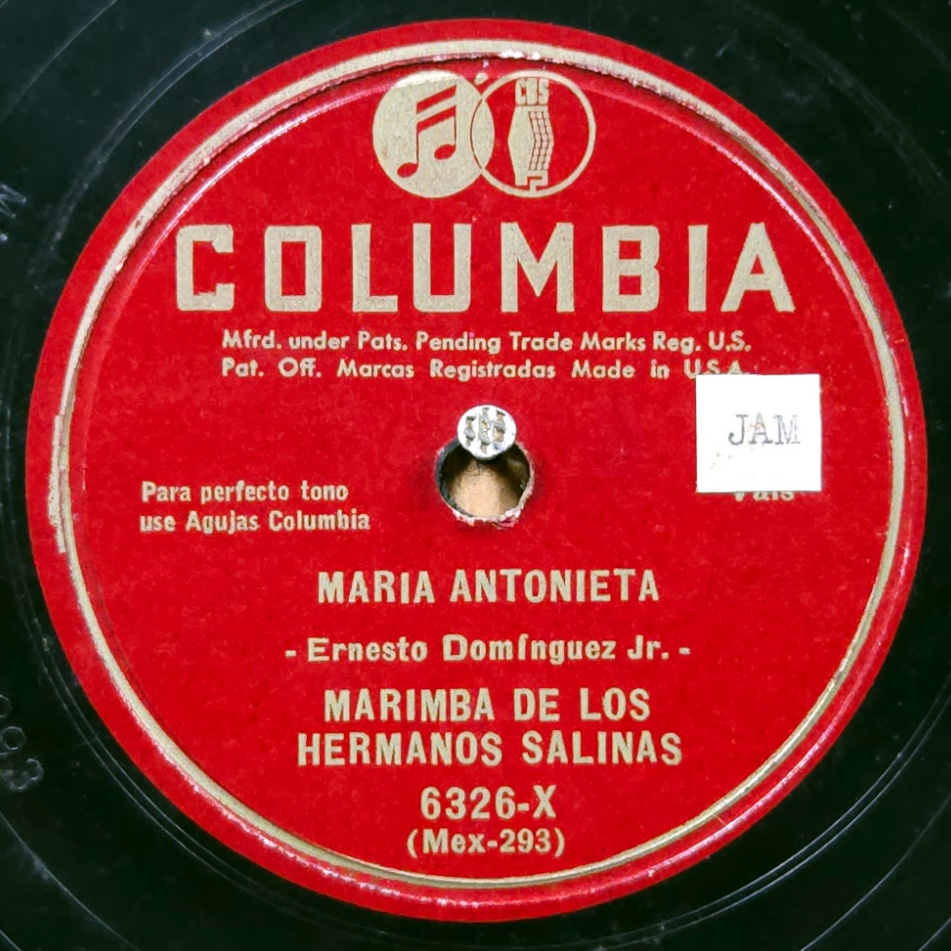 CBS
COLUMBIA
Mfrd. under Pats. Pending Trade Marks Reg. U.S.
Pat. Off. Marcas Registradas Made in U.S.A.
JAM
Vals
Para perfecto tono
use Agujas Columbia
MARIA ANTONIETA
- Ernesto Domínguez Jr. -
MARIMBA DE LOS
HERMANOS SALINAS
6326-X
(Mex-293)